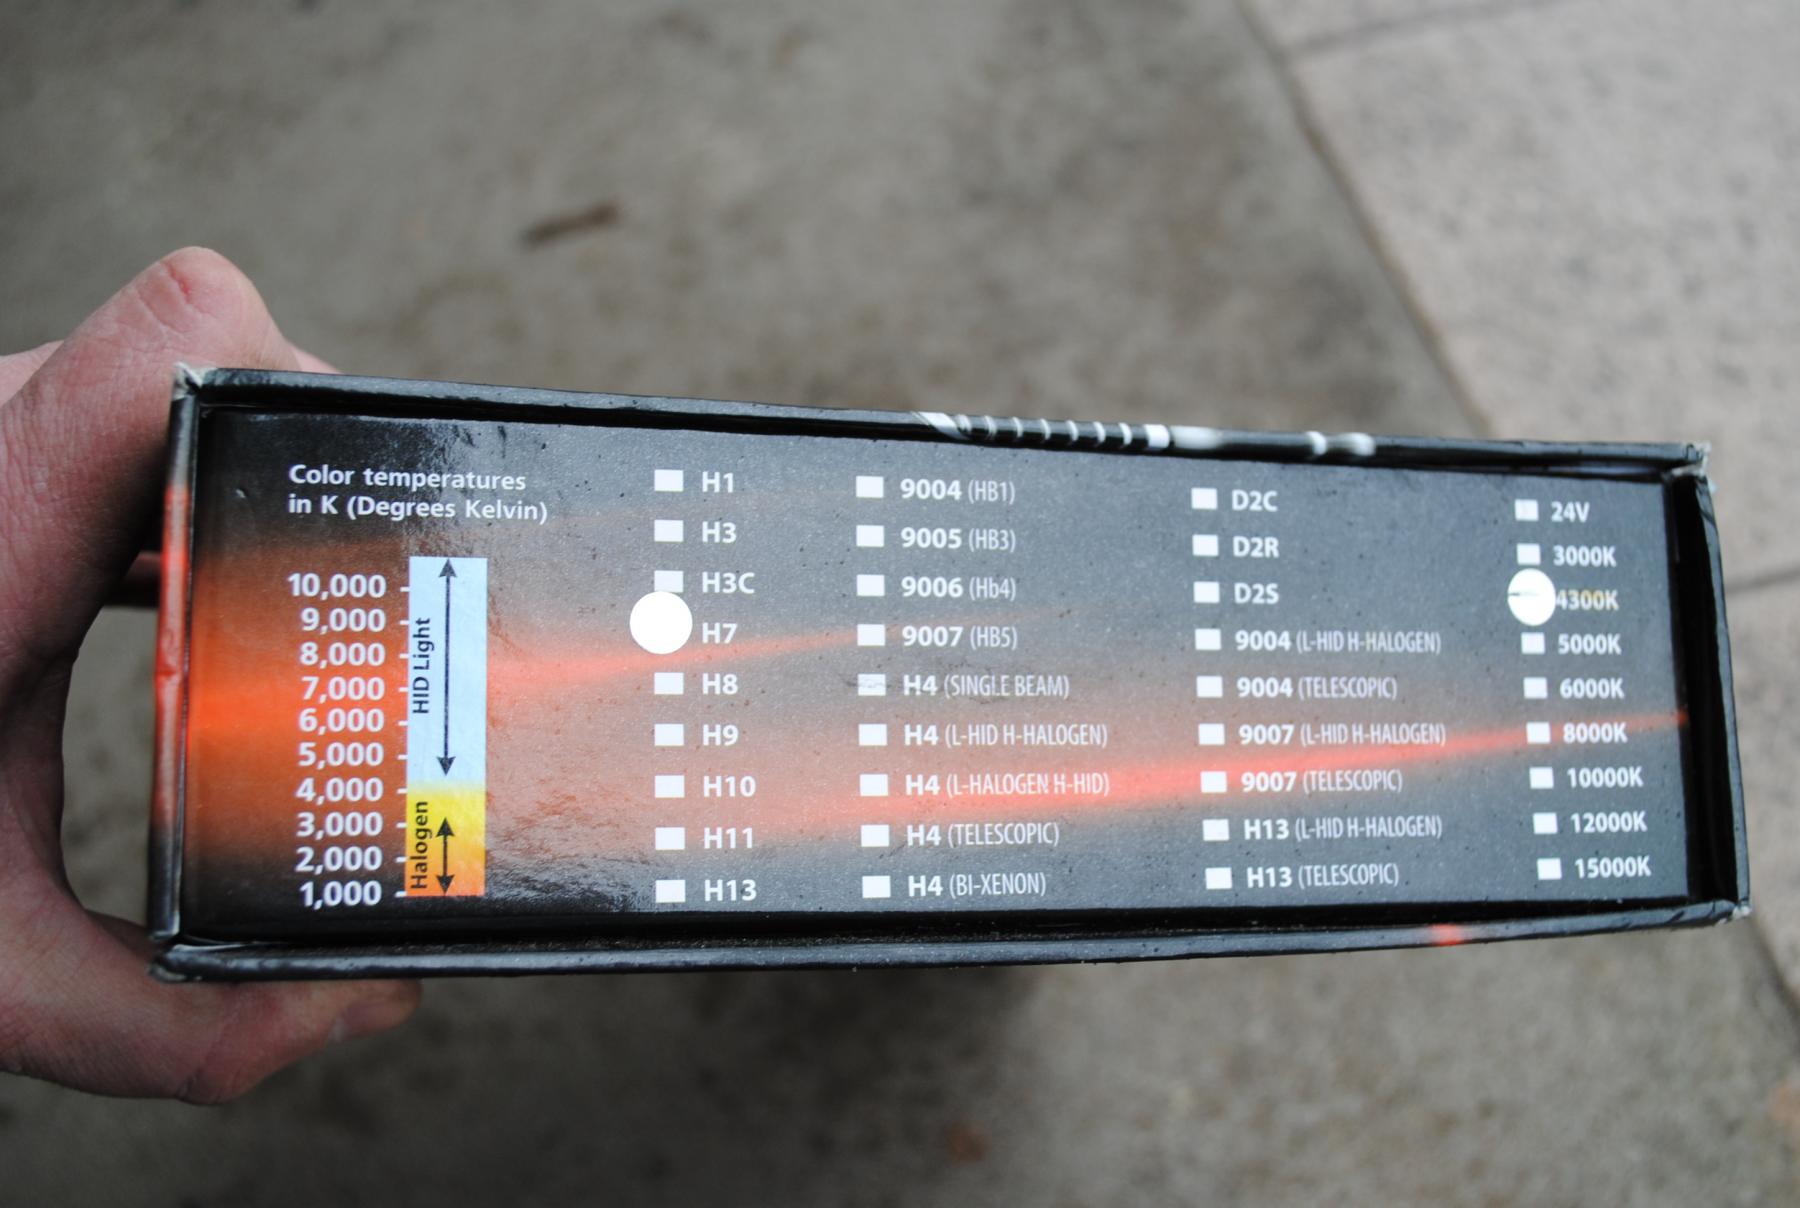 Color temperatures
in K (Degrees Kelvin)
10,000
9,000
8,000
7,000
6,000
5,000
4,000
3,000
2,000
1,000
HID Light
Halogen
H1
H3
H3C
H7
H8
H9
H10
H11
H13
9004 (HB1)
9005 (HB3)
9006 (Hb4)
9007 (HB5)
H4 (SINGLE BEAM)
H4 (L-HID H-HALOGEN)
H4 (L-HALOGEN H-HID)
H4 (TELESCOPIC)
H4 (BI-XENON)
D2C
D2R
D2S
9004 (L-HID H-HALOGEN)
9004 (TELESCOPIC)
9007 (L-HID H-HALOGEN)
9007 (TELESCOPIC)
H13 (L-HID H-HALOGEN)
H13 (TELESCOPIC)
24V
3000K
4300K
5000K
6000K
8000K
10000K
12000K
15000K